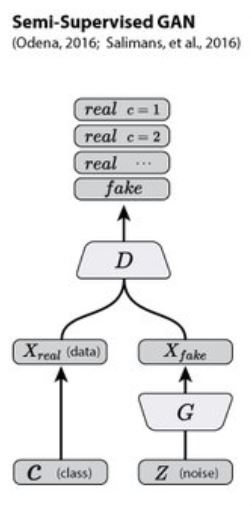 Semi-Supervised GAN
(Odena, 2016; Salimans, et al., 2016)
real c = 1
real c = 2
real ...
fake
D
X_real (data) X_fake
G
C (class) Z (noise)